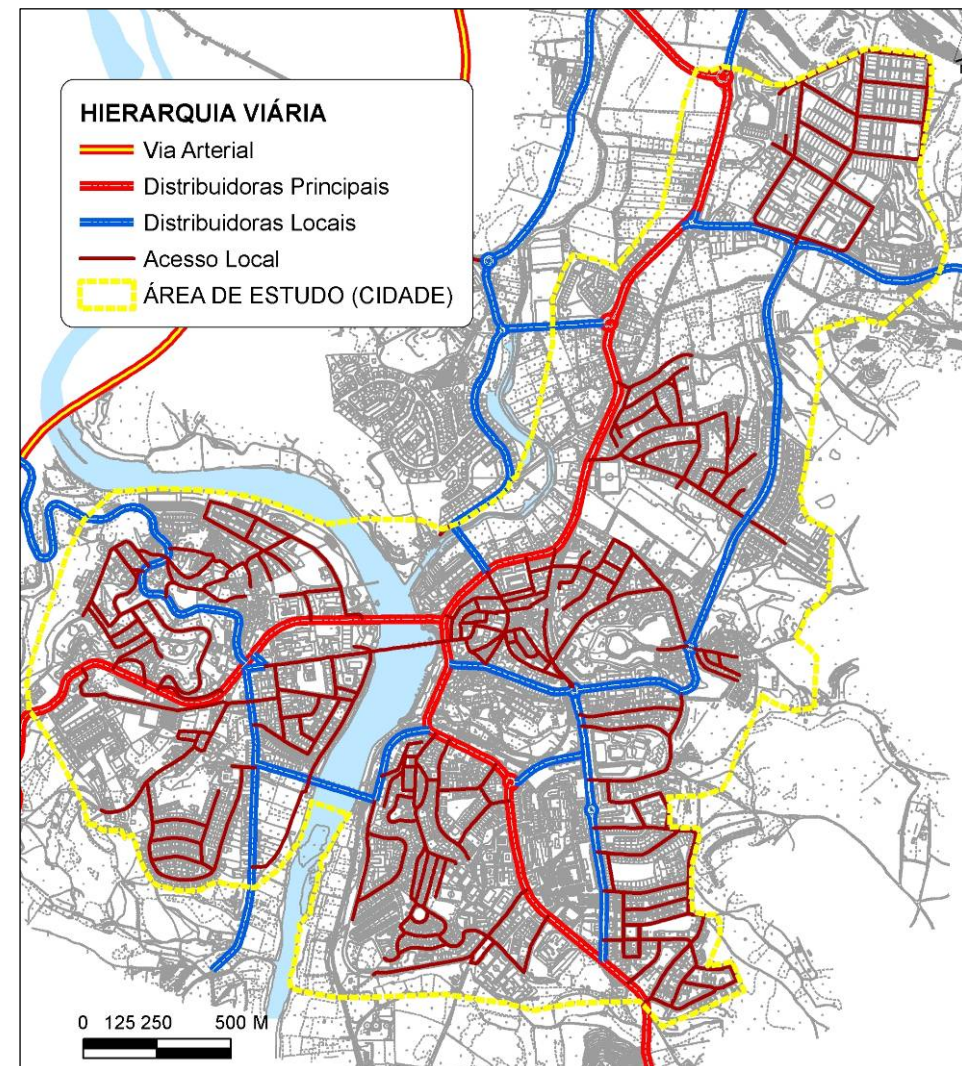 HIERARQUIA VIÁRIA
Via Arterial
Distribuidoras Principais
Distribuidoras Locais
Acesso Local
ÁREA DE ESTUDO (CIDADE)
0 125 250 500 M